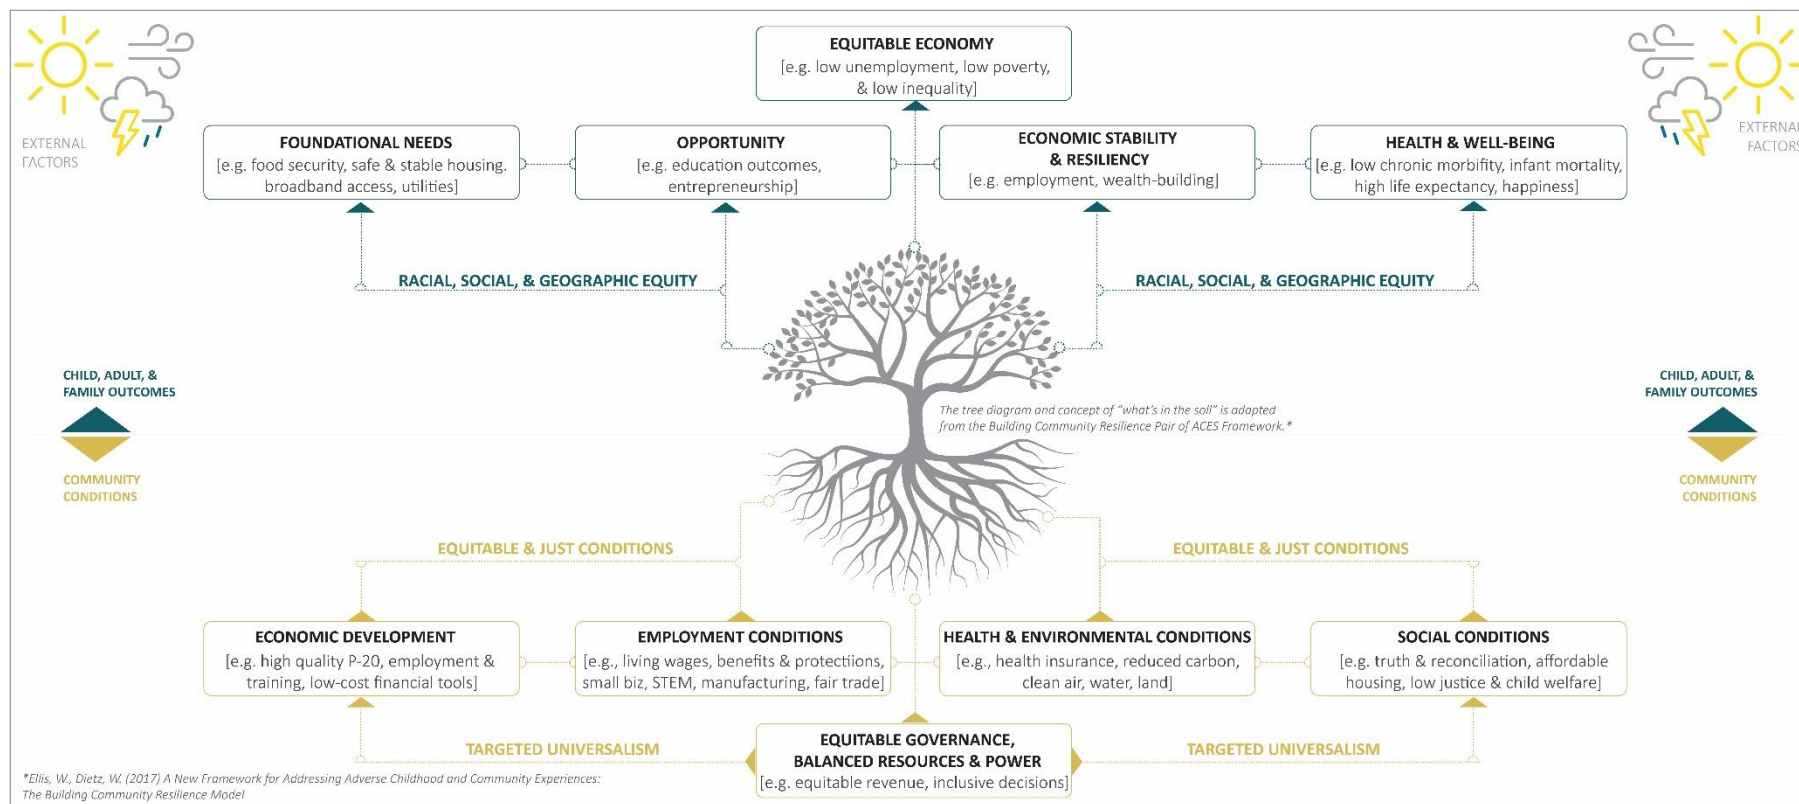 EQUITABLE ECONOMY
[e.g. low unemployment, low poverty,
& low inequality]
EXTERNAL
FACTORS
EXTERNAL
FACTORS
FOUNDATIONAL NEEDS
[e.g. food security, safe & stable housing.
broadband access, utilities]
OPPORTUNITY
[e.g. education outcomes,
entrepreneurship]
ECONOMIC STABILITY
& RESILIENCY
[e.g. employment, wealth-building]
HEALTH & WELL-BEING
[e.g. low chronic morbifity, infant mortality,
high life expectancy, happiness]
RACIAL, SOCIAL, & GEOGRAPHIC EQUITY
RACIAL, SOCIAL, & GEOGRAPHIC EQUITY
CHILD, ADULT, &
FAMILY OUTCOMES
CHILD, ADULT, &
FAMILY OUTCOMES
The tree diagram and concept of "what's in the soll" is adapted
from the Building Community Resilience Pair of ACES Framework.*
COMMUNITY
CONDITIONS
COMMUNITY
CONDITIONS
EQUITABLE & JUST CONDITIONS
EQUITABLE & JUST CONDITIONS
ECONOMIC DEVELOPMENT
[e.g. high quality P-20, employment &
training, low-cost financial tools]
EMPLOYMENT CONDITIONS
[e.g., living wages, benefits & protectiions,
small biz, STEM, manufacturing, fair trade]
HEALTH & ENVIRONMENTAL CONDITIONS
[e.g., health insurance, reduced carbon,
clean air, water, land]
SOCIAL CONDITIONS
[e.g. truth & reconciliation, affordable
housing, low justice & child welfare]
TARGETED UNIVERSALISM
EQUITABLE GOVERNANCE,
BALANCED RESOURCES & POWER
[e.g. equitable revenue, inclusive decisions]
TARGETED UNIVERSALISM
*Ellis, W., Dietz, W. (2017) A New Framework for Addressing Adverse Childhood and Community Experiences:
The Building Community Resilience Model